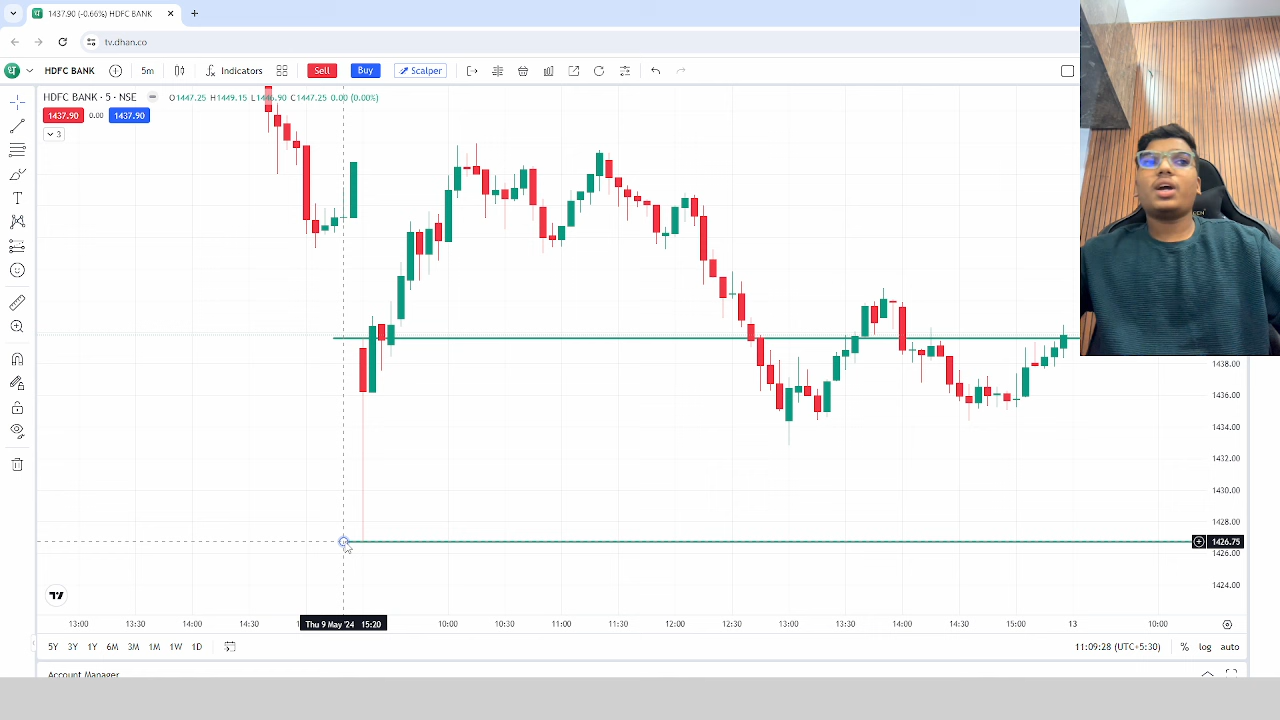 1437.90 (-0.66%) HDFC BANK
tv.dhan.co
HDFC BANK 5m Indicators Sell Buy Scalper
HDFC BANK · 5 · NSE O1447.25 H1449.15 L1446.90 C1447.25 0.00 (0.00%)
1437.90 0.00 1437.90
3
1438.00
1436.00
1434.00
1432.00
1430.00
1428.00
1426.75
1426.00
1424.00
13:00 13:30 14:00 14:30 Thu 9 May '24 15:20 10:00 10:30 11:00 11:30 12:00 12:30 13:00 13:30 14:00 14:30 15:00 13 10:00
5Y 3Y 1Y 6M 3M 1M 1W 1D 11:09:28 (UTC+5:30) % log auto
Account Manager